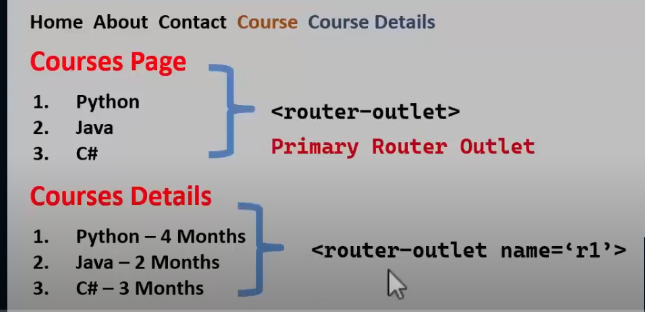 Home About Contact Course Course Details
Courses Page
1. Python
2. Java
3. C#
<router-outlet>
Primary Router Outlet
Courses Details
1. Python – 4 Months
2. Java – 2 Months
3. C# – 3 Months
<router-outlet name=‘r1’>